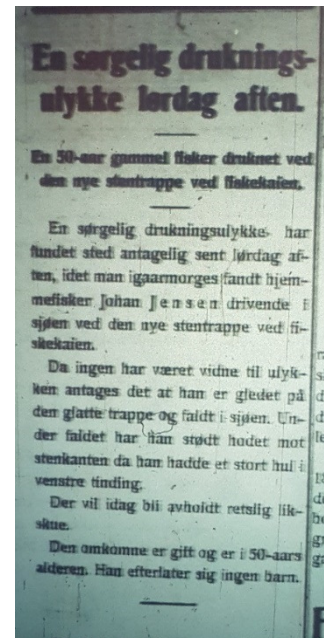 En sørgelig druknings-
ulykke lørdag aften.
En 50-aar gammel fisker druknet ved
den nye stentrappe ved fiskekaien.
En sørgelig drukningsulykke har
fundet sted antagelig sent lørdag af-
ten, idet man igaarmorges fandt hjem-
mefisker Johan Jensen drivende i
sjøen ved den nye stentrappe ved fi-
skekaien.
Da ingen har været vidne til ulyk-
ken antages det at han er gledet på
den glatte trappe og faldt i sjøen. Un-
der faldet har han stødt hodet mot
stenkanten da han hadde et stort hul i
venstre tinding.
Der vil idag bli avholdt retslig lik-
skue.
Den omkomne er gift og er i 50-aars
alderen. Han efterlater sig ingen barn.